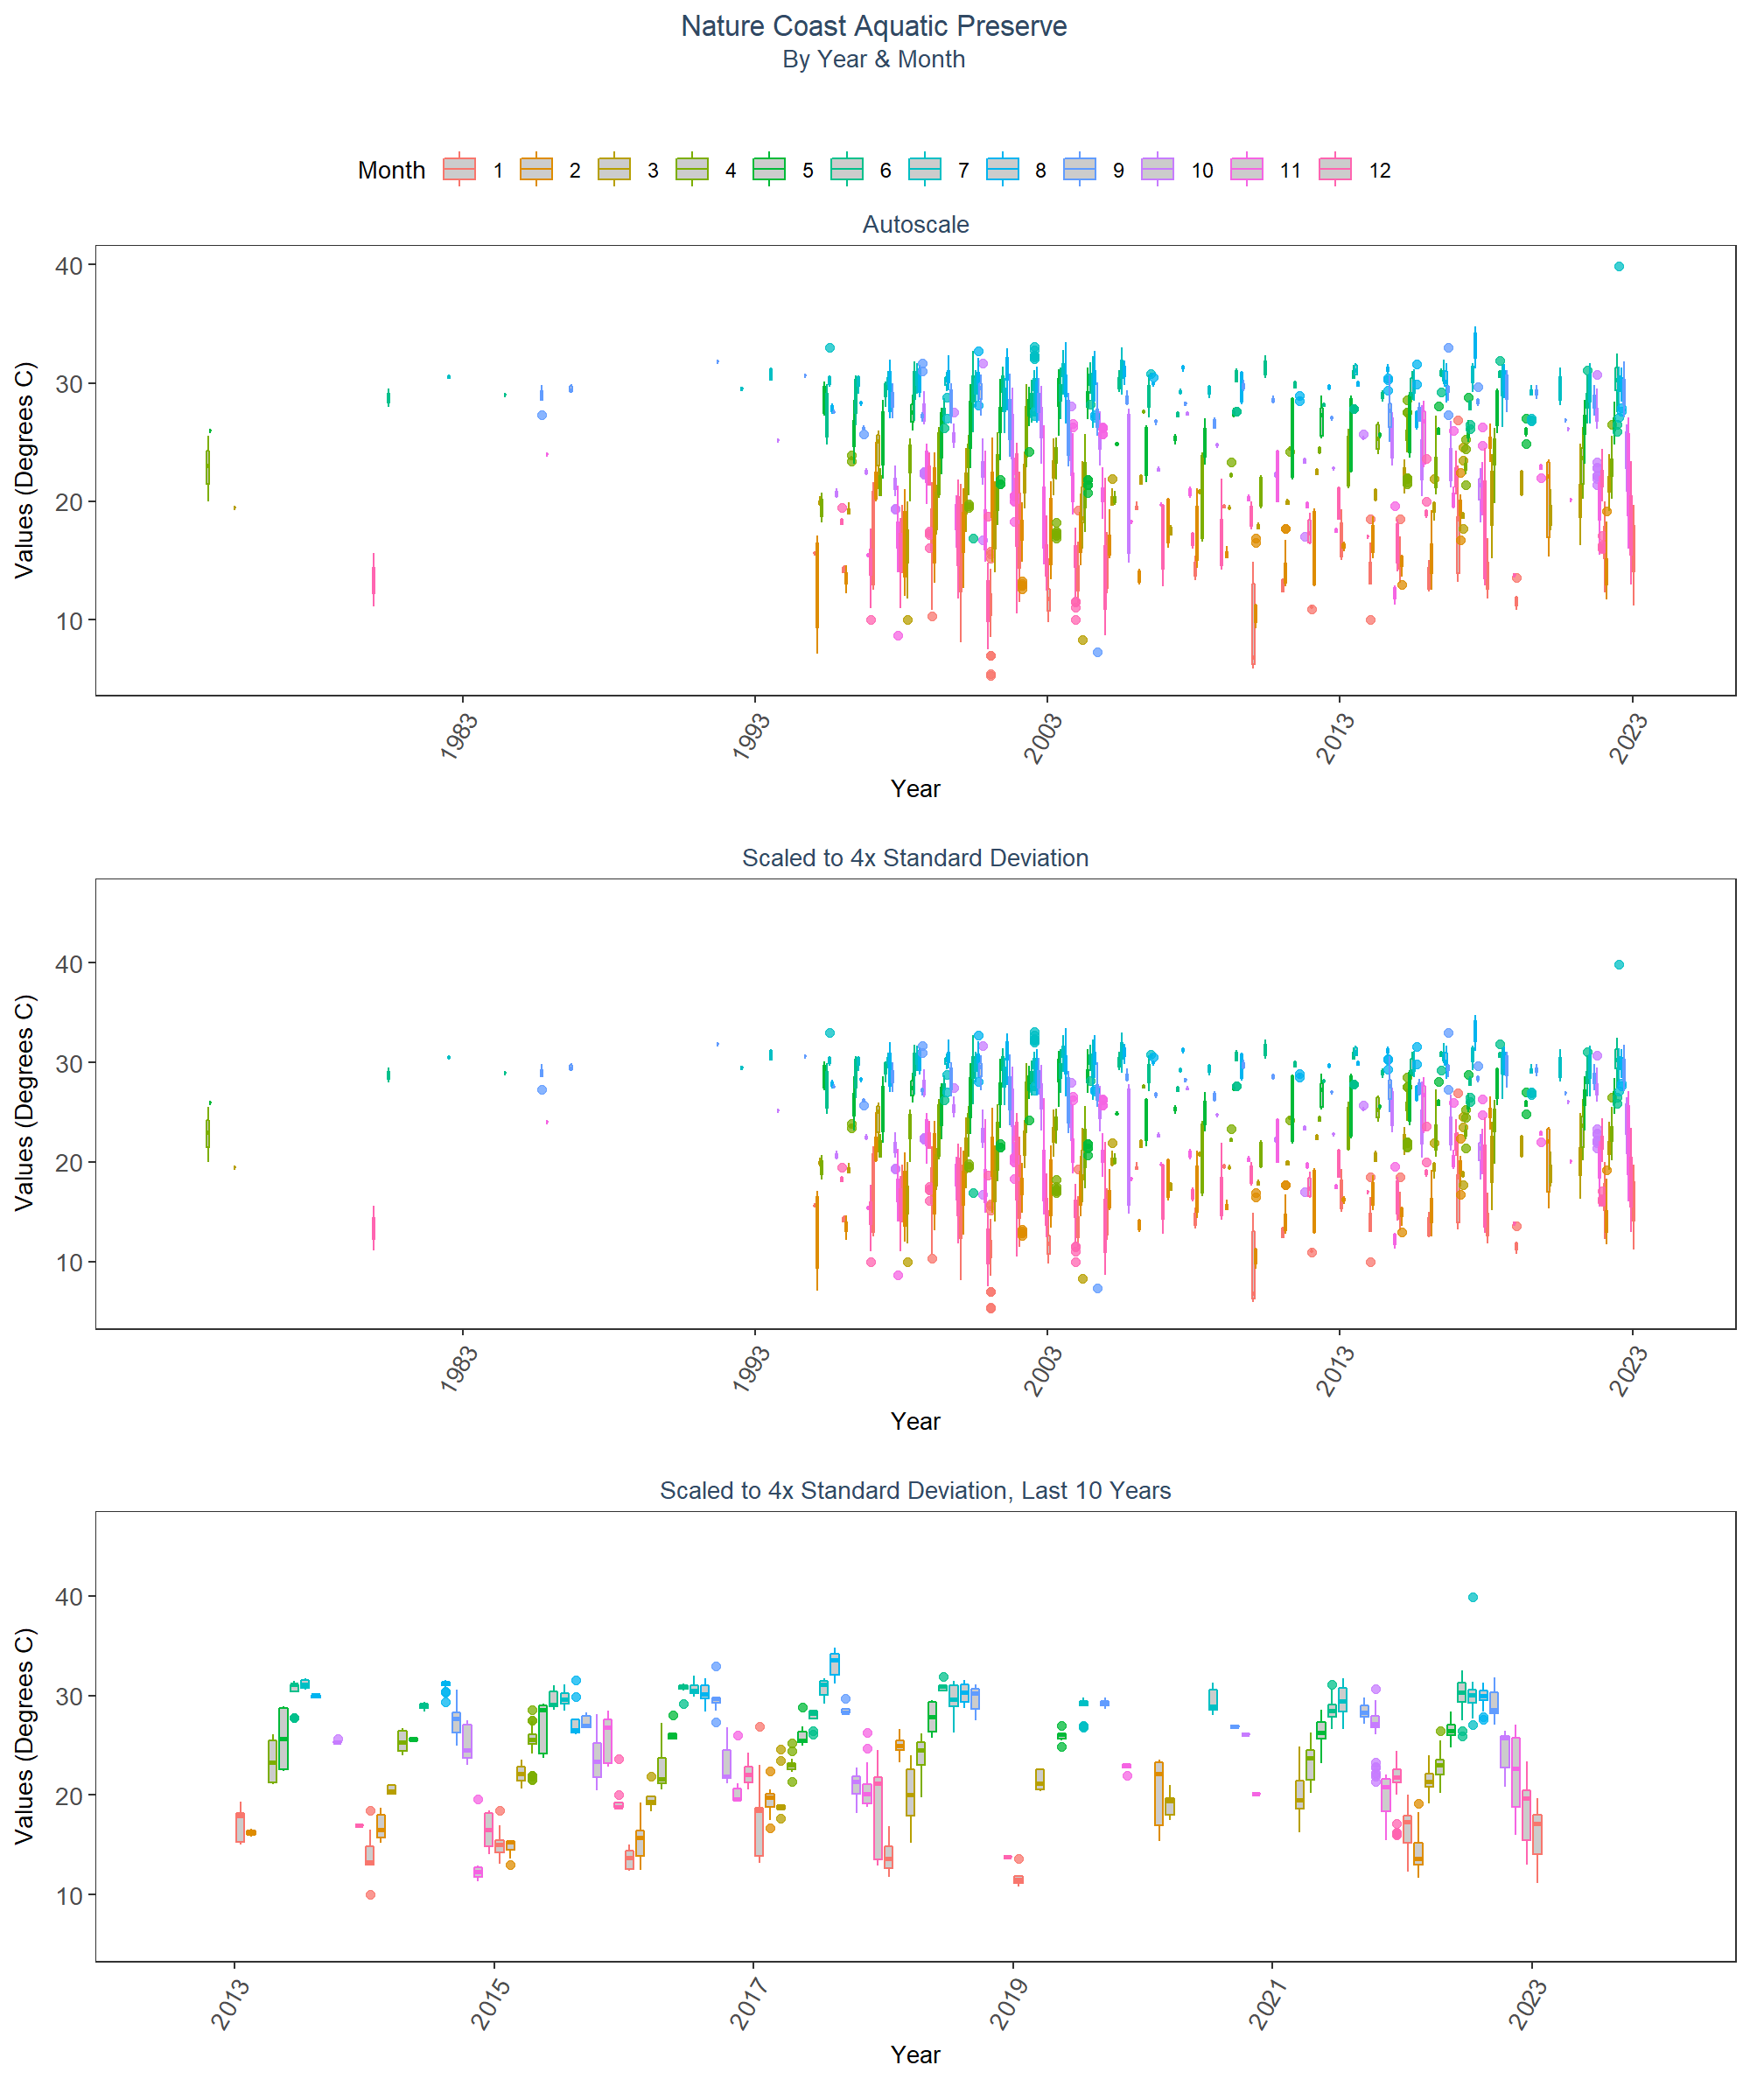 Nature Coast Aquatic Preserve
By Year & Month
Month 1 2 3 4 5 6 7 8 9 10 11 12
Autoscale
Values (Degrees C)
40
30
20
10
1983 1993 2003 2013 2023
Year
Scaled to 4x Standard Deviation
Values (Degrees C)
40
30
20
10
1983 1993 2003 2013 2023
Year
Scaled to 4x Standard Deviation, Last 10 Years
Values (Degrees C)
40
30
20
10
2013 2015 2017 2019 2021 2023
Year